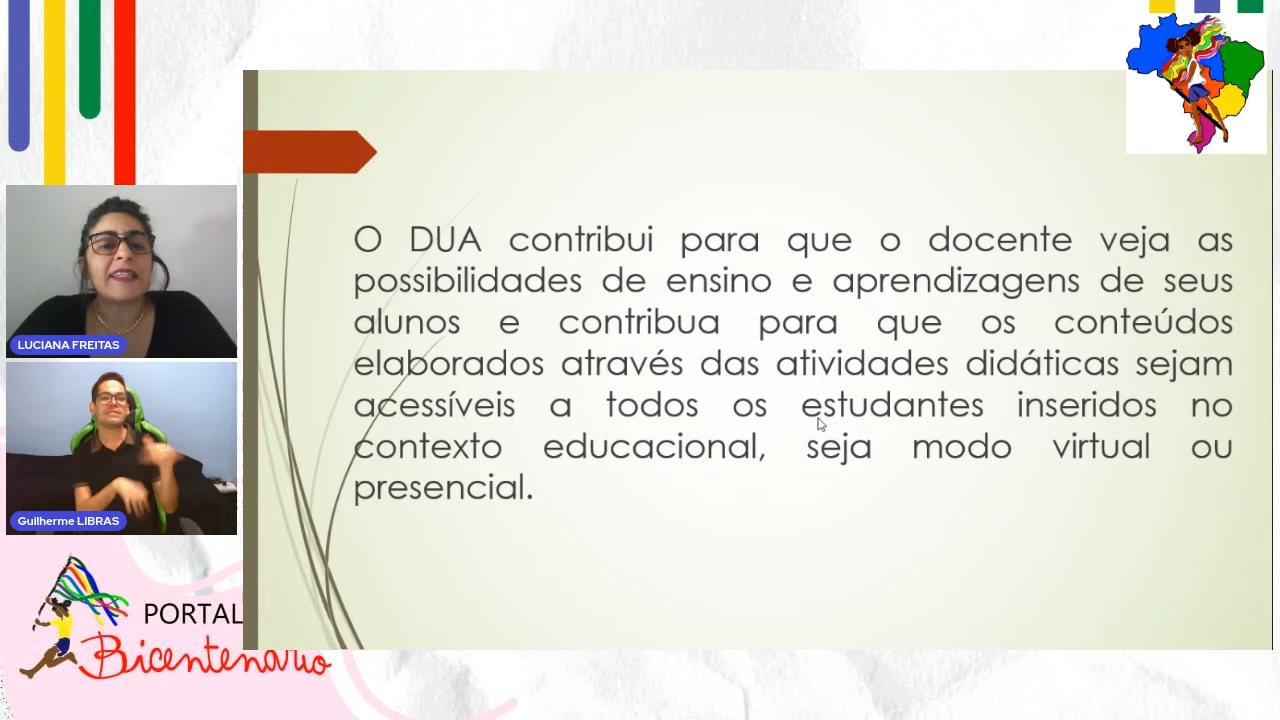 LUCIANA FREITAS
Guilherme LIBRAS
PORTAL
Bicentenário
O DUA contribui para que o docente veja as
possibilidades de ensino e aprendizagens de seus
alunos e contribua para que os conteúdos
elaborados através das atividades didáticas sejam
acessíveis a todos os estudantes inseridos no
contexto educacional, seja modo virtual ou
presencial.